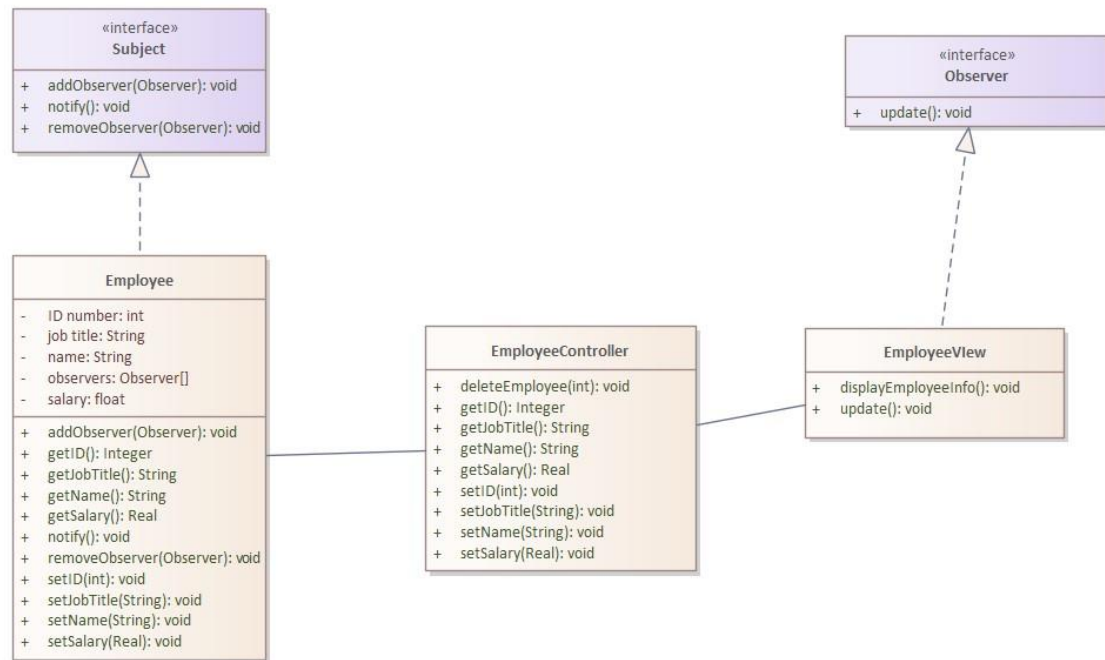 «interface»
Subject
+ addObserver(Observer): void
+ notify(): void
+ removeObserver(Observer): void
«interface»
Observer
+ update(): void
Employee
- ID number: int
- job title: String
- name: String
- observers: Observer[]
- salary: float
+ addObserver(Observer): void
+ getID(): Integer
+ getJobTitle(): String
+ getName(): String
+ getSalary(): Real
+ notify(): void
+ removeObserver(Observer): void
+ setID(int): void
+ setJobTitle(String): void
+ setName(String): void
+ setSalary(Real): void
EmployeeController
+ deleteEmployee(int): void
+ getID(): Integer
+ getJobTitle(): String
+ getName(): String
+ getSalary(): Real
+ setID(int): void
+ setJobTitle(String): void
+ setName(String): void
+ setSalary(Real): void
EmployeeVIew
+ displayEmployeeInfo(): void
+ update(): void